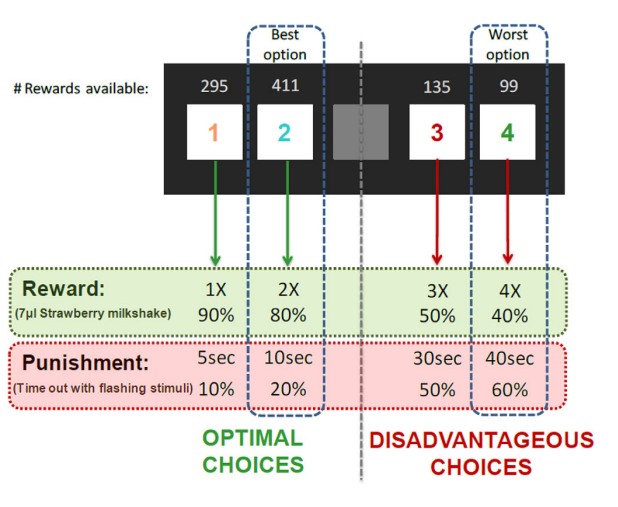 Best option
Worst option
# Rewards available: 295 411 135 99
1 2 3 4
Reward: 1X 2X 3X 4X
(7µl Strawberry milkshake) 90% 80% 50% 40%
Punishment: 5sec 10sec 30sec 40sec
(Time out with flashing stimuli) 10% 20% 50% 60%
OPTIMAL CHOICES
DISADVANTAGEOUS CHOICES